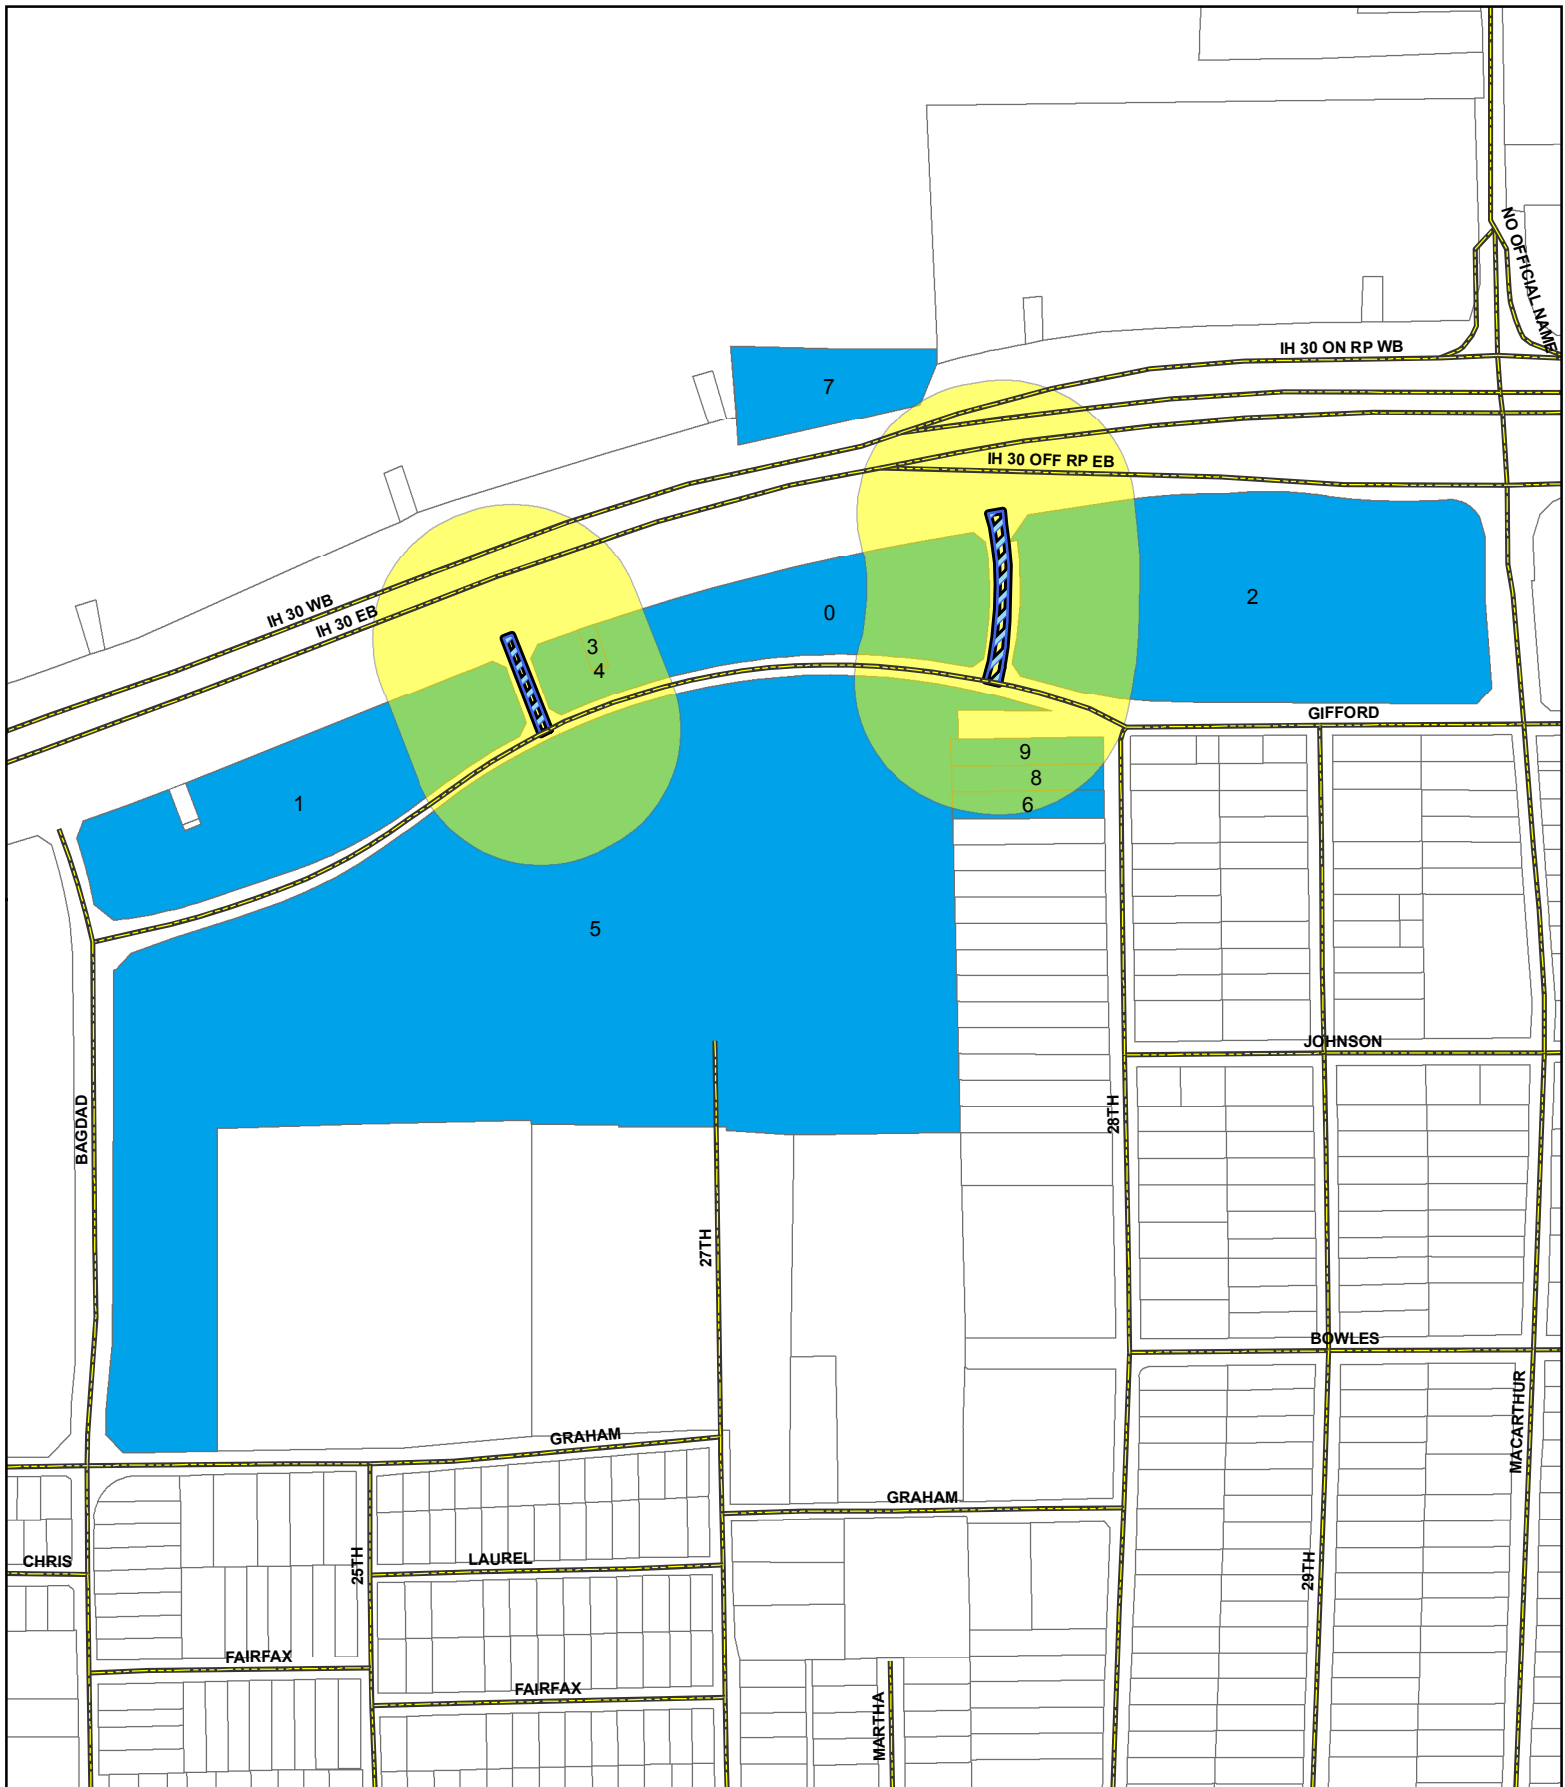 NO OFFICIAL NAME
IH 30 ON RP WB
7
IH 30 OFF RP EB
2
IH 30 WB
0
IH 30 EB
3
4
GIFFORD
9
8
1
6
5
JOHNSON
BAGDAD
28TH
27TH
BOWLES
MACARTHUR
GRAHAM
GRAHAM
CHRIS
LAUREL
25TH
29TH
FAIRFAX
FAIRFAX
MARTHA